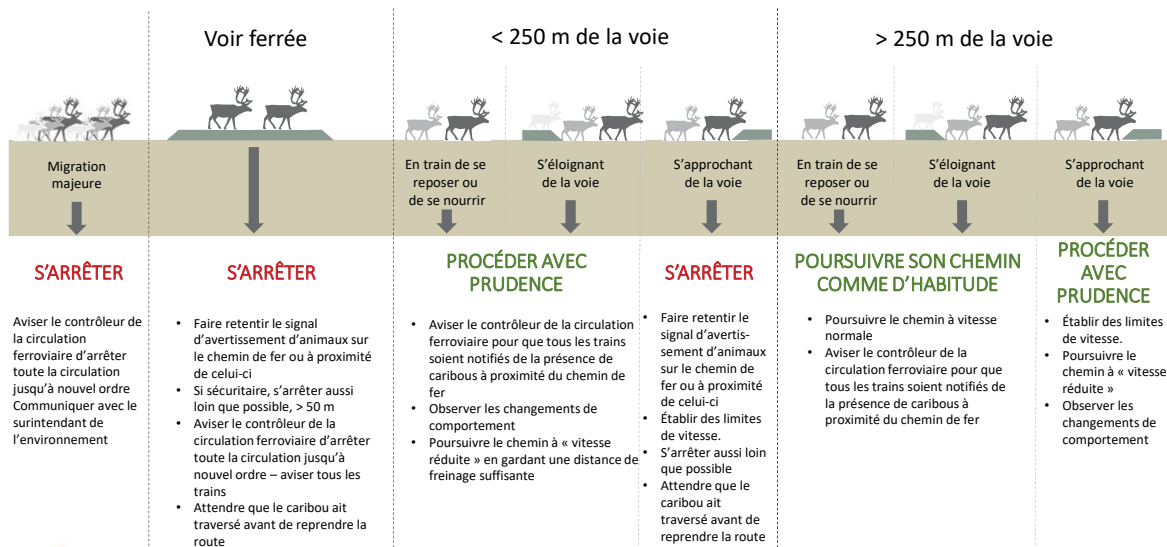 Voir ferrée
< 250 m de la voie
> 250 m de la voie
Migration
majeure
En train de se
reposer ou
de se nourrir
S'éloignant
de la voie
S'approchant
de la voie
En train de se
reposer ou
de se nourrir
S'éloignant
de la voie
S'approchant
de la voie
S'ARRÊTER
Aviser le contrôleur de
la circulation
ferroviaire d'arrêter
toute la circulation
jusqu'à nouvel ordre
Communiquer avec le
surintendant de
l'environnement
S'ARRÊTER
• Faire retentir le signal
d'avertissement d'animaux sur
le chemin de fer ou à proximité
de celui-ci
• Si sécuritaire, s'arrêter aussi
loin que possible, > 50 m
• Aviser le contrôleur de la
circulation ferroviaire d'arrêter
toute la circulation jusqu'à
nouvel ordre – aviser tous les
trains
• Attendre que le caribou ait
traversé avant de reprendre la
route
PROCÉDER AVEC
PRUDENCE
• Aviser le contrôleur de la circulation
ferroviaire pour que tous les trains
soient notifiés de la présence de
caribous à proximité du chemin de
fer
• Observer les changements de
comportement
• Poursuivre le chemin à « vitesse
réduite » en gardant une distance de
freinage suffisante
S'ARRÊTER
• Faire retentir le
signal d'avertis-
sement d'animaux
sur le chemin de
fer ou à proximité
de celui-ci
• Établir des limites
de vitesse.
• S'arrêter aussi loin
que possible
• Attendre que le
caribou ait
traversé avant de
reprendre la route
POURSUIVRE SON CHEMIN
COMME D'HABITUDE
• Poursuivre le chemin à vitesse
normale
• Aviser le contrôleur de la
circulation ferroviaire pour que
tous les trains soient notifiés de
la présence de caribous à
proximité du chemin de fer
PROCÉDER
AVEC
PRUDENCE
• Établir des limites
de vitesse.
• Poursuivre le
chemin à « vitesse
réduite »
• Observer les
changements de
comportement